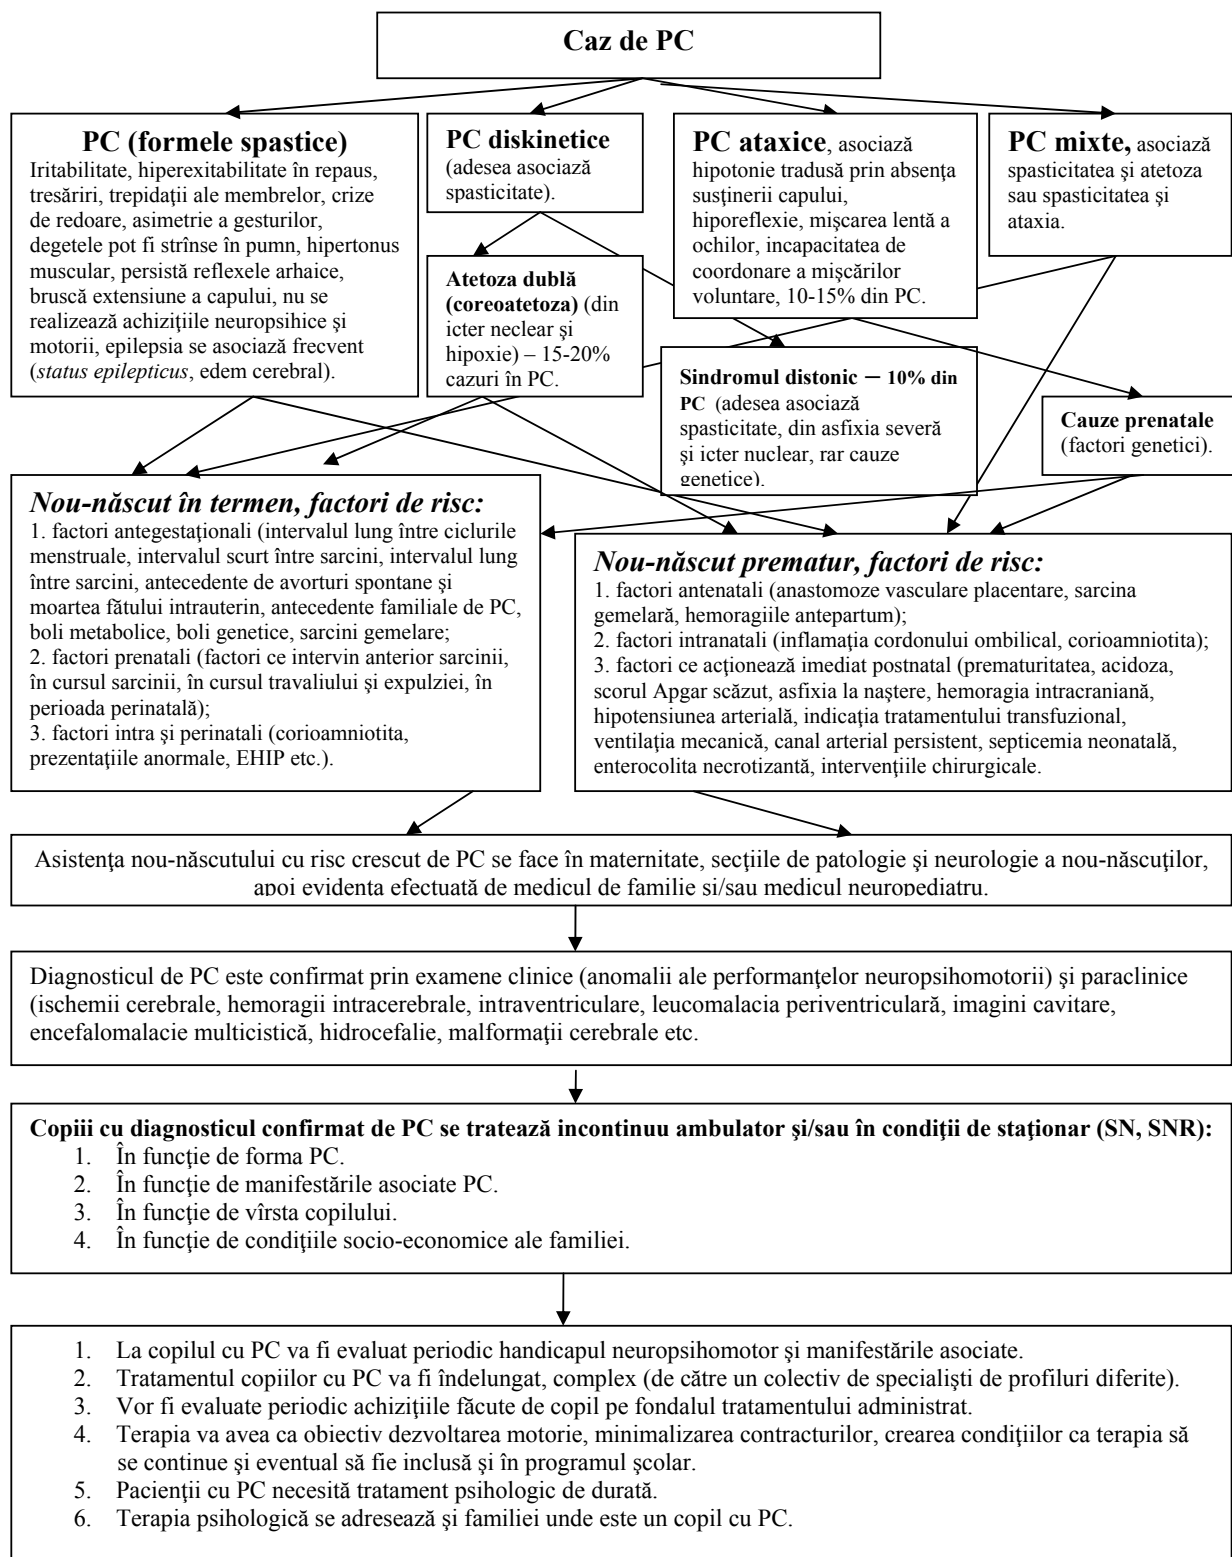 Caz de PC
PC (formele spastice)
Iritabilitate, hiperexitabilitate în repaus,
tresăriri, trepidaţii ale membrelor, crize
de redoare, asimetrie a gesturilor,
degetele pot fi strînse în pumn, hipertonus
muscular, persistă reflexele arhaice,
bruscă extensiune a capului, nu se
realizează achiziţiile neuropsihice şi
motorii, epilepsia se asociază frecvent
(status epilepticus, edem cerebral).
PC diskinetice
(adesea asociază
spasticitate).
PC ataxice, asociază
hipotonie tradusă prin absenţa
susţinerii capului,
hiporeflexie, mişcarea lentă a
ochilor, incapacitatea de
coordonare a mişcărilor
voluntare, 10-15% din PC.
PC mixte, asociază
spasticitatea şi atetoza
sau spasticitatea şi
ataxia.
Atetoza dublă
(coreoatetoza) (din
icter neclear şi
hipoxie) – 15-20%
cazuri în PC.
Sindromul distonic – 10% din
PC (adesea asociază
spasticitate, din asfixia severă
şi icter nuclear, rar cauze
genetice).
Cauze prenatale
(factori genetici).
Nou-născut în termen, factori de risc:
1. factori antegestaţionali (intervalul lung între ciclurile
menstruale, intervalul scurt între sarcini, intervalul lung
între sarcini, antecedente de avorturi spontane şi
moartea fătului intrauterin, antecedente familiale de PC,
boli metabolice, boli genetice, sarcini gemelare;
2. factori prenatali (factori ce intervin anterior sarcinii,
în cursul sarcinii, în cursul travaliului şi expulziei, în
perioada perinatală);
3. factori intra şi perinatali (corioamniotita,
prezentaţiile anormale, EHIP etc.).
Nou-născut prematur, factori de risc:
1. factori antenatali (anastomoze vasculare placentare, sarcina
gemelară, hemoragiile antepartum);
2. factori intranatali (inflamaţia cordonului ombilical, corioamniotita);
3. factori ce acţionează imediat postnatal (prematuritatea, acidoza,
scorul Apgar scăzut, asfixia la naştere, hemoragia intracraniană,
hipotensiunea arterială, indicaţia tratamentului transfuzional,
ventilaţia mecanică, canal arterial persistent, septicemia neonatală,
enterocolita necrotizantă, intervenţiile chirurgicale.
Asistenţa nou-născutului cu risc crescut de PC se face în maternitate, secţiile de patologie şi neurologie a nou-născuţilor,
apoi evidenţa efectuată de medicul de familie şi/sau medicul neuropediatru.
Diagnosticul de PC este confirmat prin examene clinice (anomalii ale performanţelor neuropsihomotorii) şi paraclinice
(ischemii cerebrale, hemoragii intracerebrale, intraventriculare, leucomalacia periventriculară, imagini cavitare,
encefalomalacie multicistică, hidrocefalie, malformaţii cerebrale etc.
Copiii cu diagnosticul confirmat de PC se tratează incontinuu ambulator şi/sau în condiţii de staţionar (SN, SNR):
1. În funcţie de forma PC.
2. În funcţie de manifestările asociate PC.
3. În funcţie de vîrsta copilului.
4. În funcţie de condiţiile socio-economice ale familiei.
1. La copilul cu PC va fi evaluat periodic handicapul neuropsihomotor şi manifestările asociate.
2. Tratamentul copiilor cu PC va fi îndelungat, complex (de către un colectiv de specialişti de profiluri diferite).
3. Vor fi evaluate periodic achiziţiile făcute de copil pe fondalul tratamentului administrat.
4. Terapia va avea ca obiectiv dezvoltarea motorie, minimalizarea contracturilor, crearea condiţiilor ca terapia să
se continue şi eventual să fie inclusă şi în programul şcolar.
5. Pacienţii cu PC necesită tratament psihologic de durată.
6. Terapia psihologică se adresează şi familiei unde este un copil cu PC.